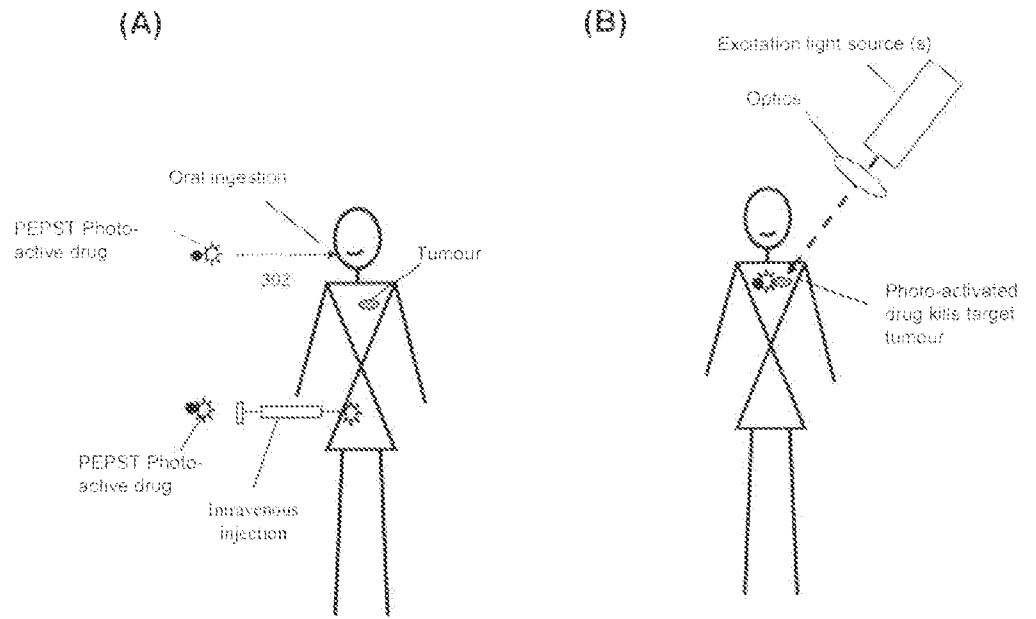 (A)
Oral ingestion
PEPST Photo-
active drug
302
Tumour
PEPST Photo-
active drug
Intravenous
injection
(B)
Excitation light source (s)
Optics
Photo-activated
drug kills target
tumour